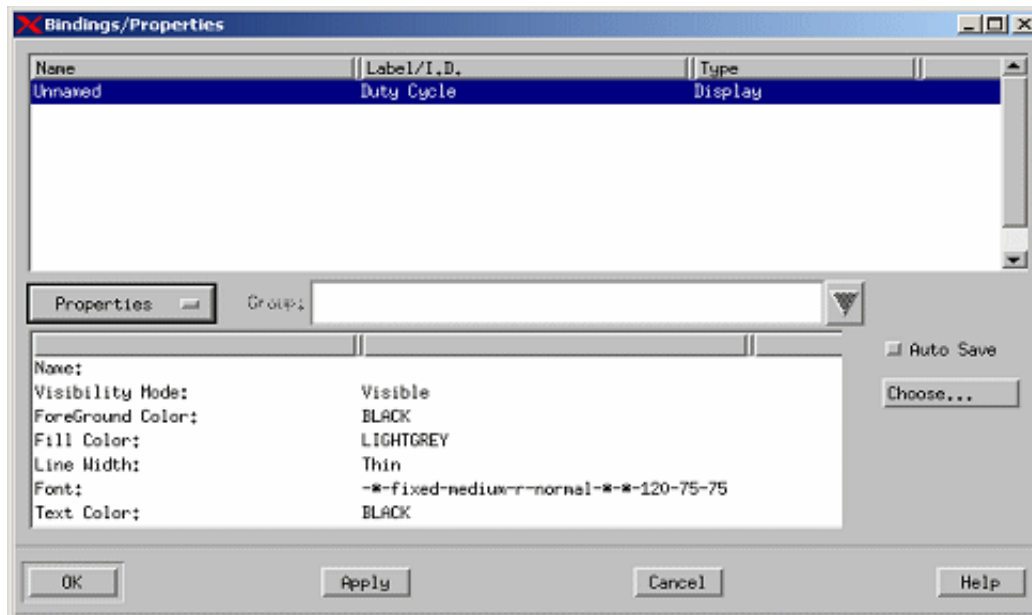 Bindings/Properties
Name Label/I.D. Type
Unnamed Duty Cycle Display
Properties Group:
Auto Save
Name:
Visibility Mode: Visible
Choose...
ForeGround Color: BLACK
Fill Color: LIGHTGREY
Line Width: Thin
Font: -*-fixed-medium-r-normal-*-*-120-75-75
Text Color: BLACK
OK Apply Cancel Help